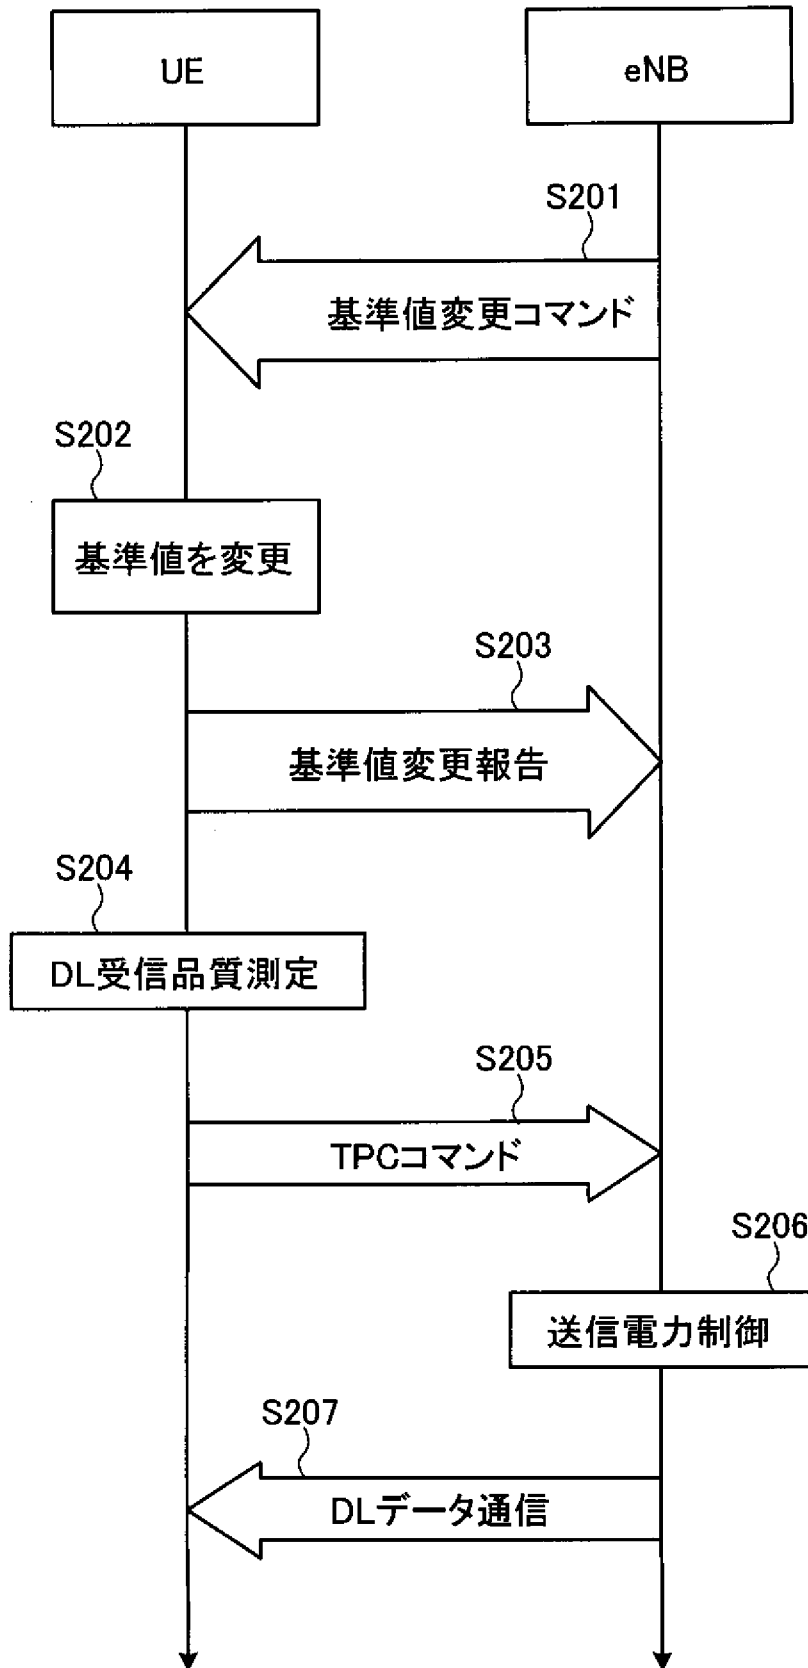 UE
eNB
S201
基準値変更コマンド
S202
基準値を変更
S203
基準値変更報告
S204
DL受信品質測定
S205
TPCコマンド
S206
送信電力制御
S207
DLデータ通信